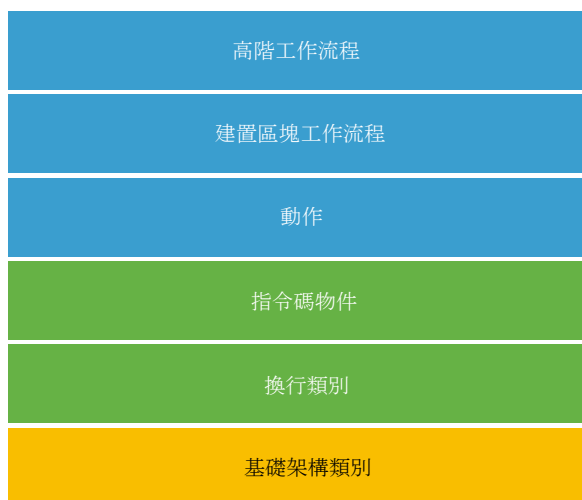 高階工作流程
建置區塊工作流程
動作
指令碼物件
換行類別
基礎架構類別